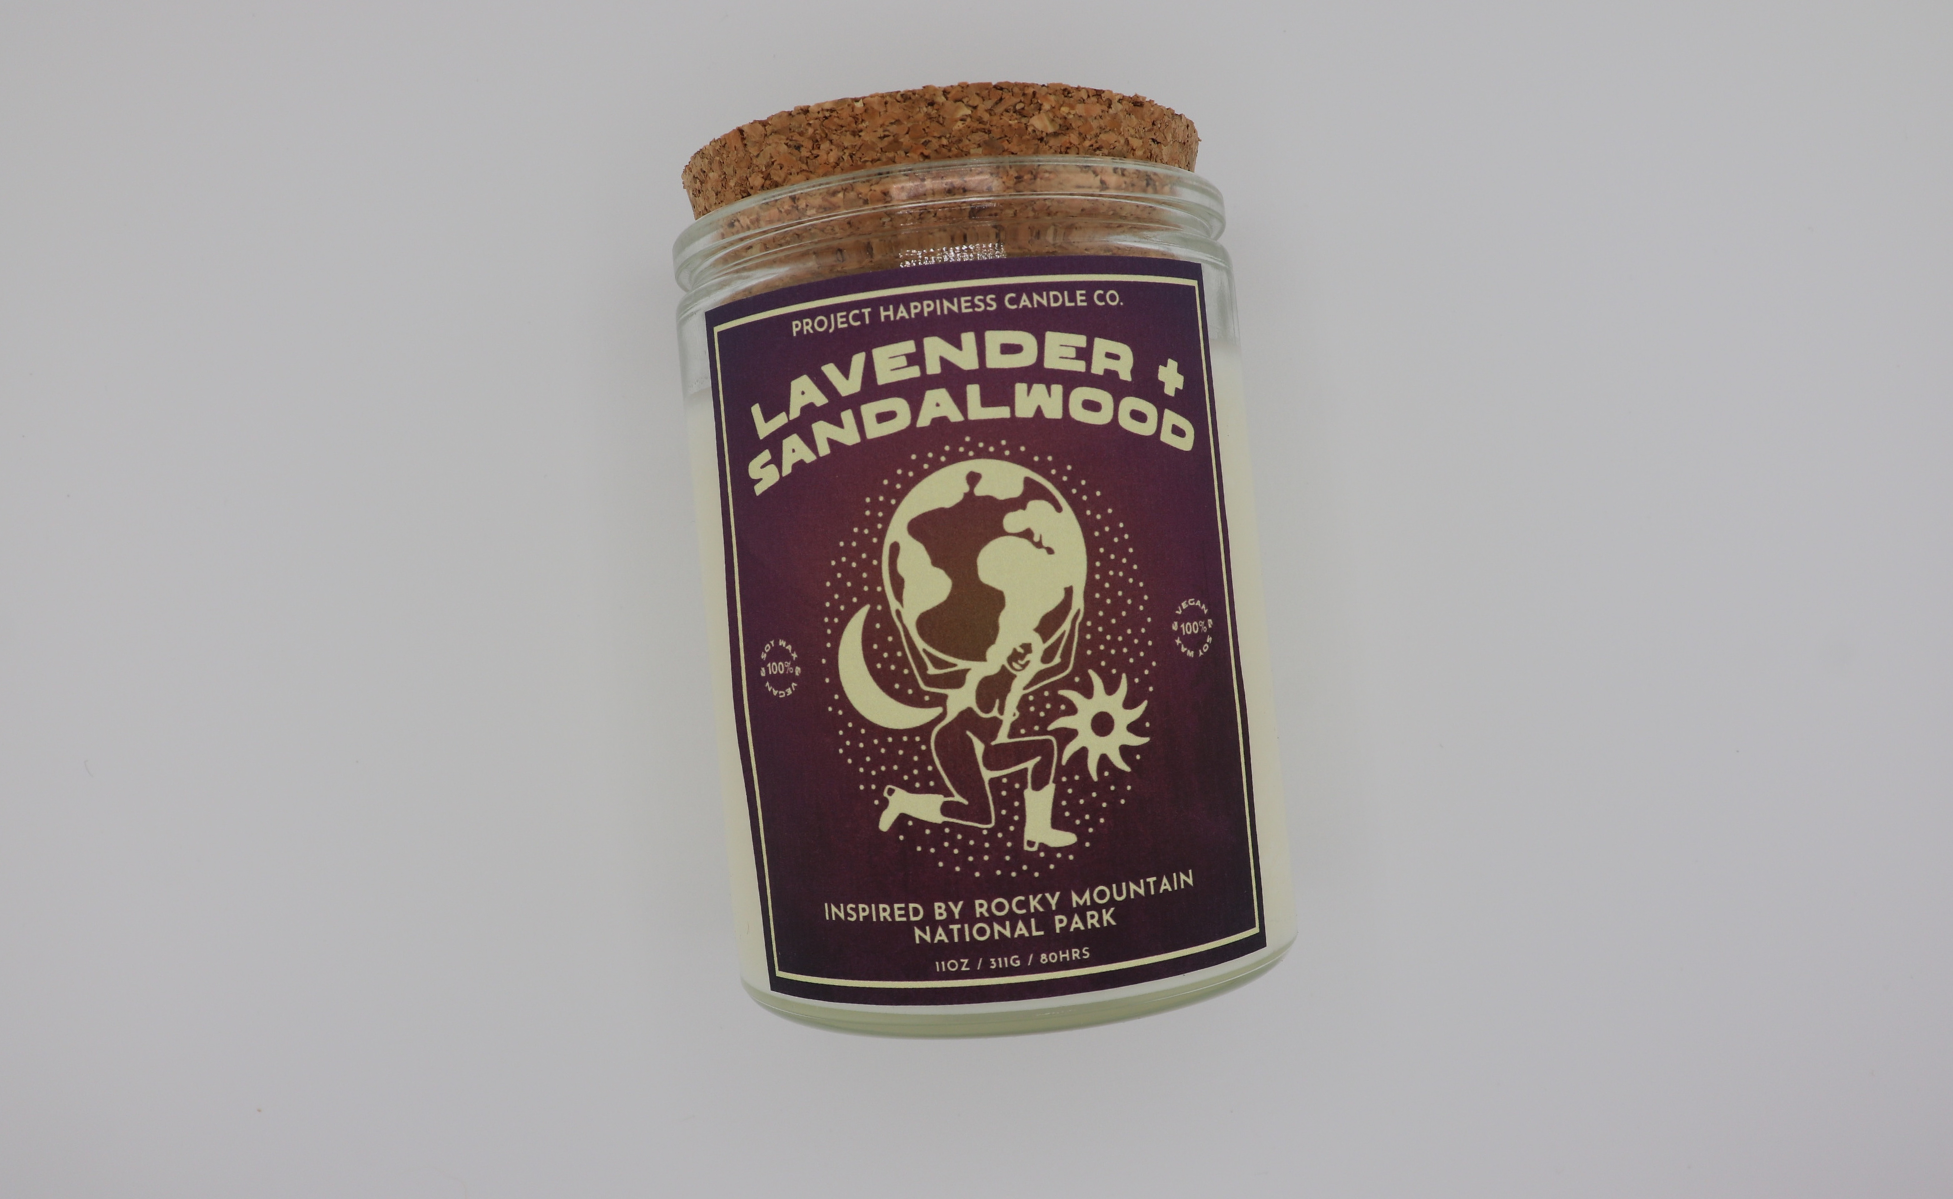 PROJECT HAPPINESS CANDLE CO.
LAVENDER +
SANDALWOOD
SOY WAX & VEGAN &
100%
VEGAN & SOY WAX &
100%
INSPIRED BY ROCKY MOUNTAIN
NATIONAL PARK
11OZ / 311G / 80HRS